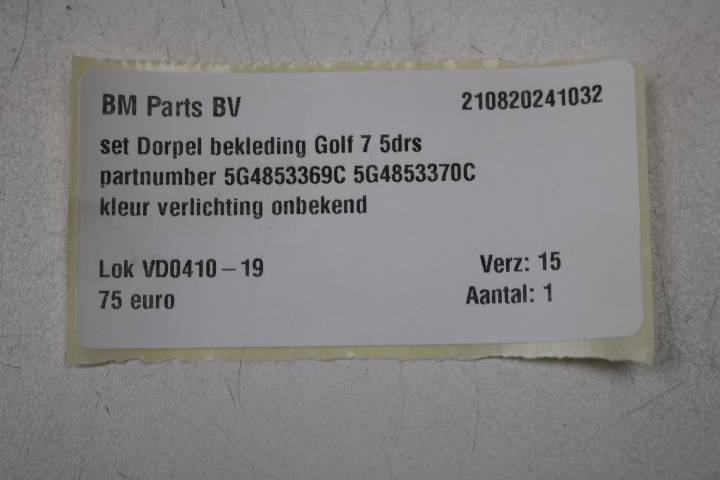 BM Parts BV 210820241032
set Dorpel bekleding Golf 7 5drs
partnumber 5G4853369C 5G4853370C
kleur verlichting onbekend
Lok VD0410-19 Verz: 15
75 euro Aantal: 1